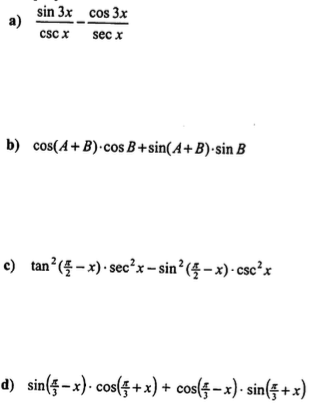 a) sin 3x / csc x − cos 3x / sec x
b) cos(A+B)·cos B+sin(A+B)·sin B
c) tan²(π/2 − x) · sec²x − sin²(π/2 − x) · csc²x
d) sin(π/3 − x) · cos(π/3 + x) + cos(π/3 − x) · sin(π/3 + x)